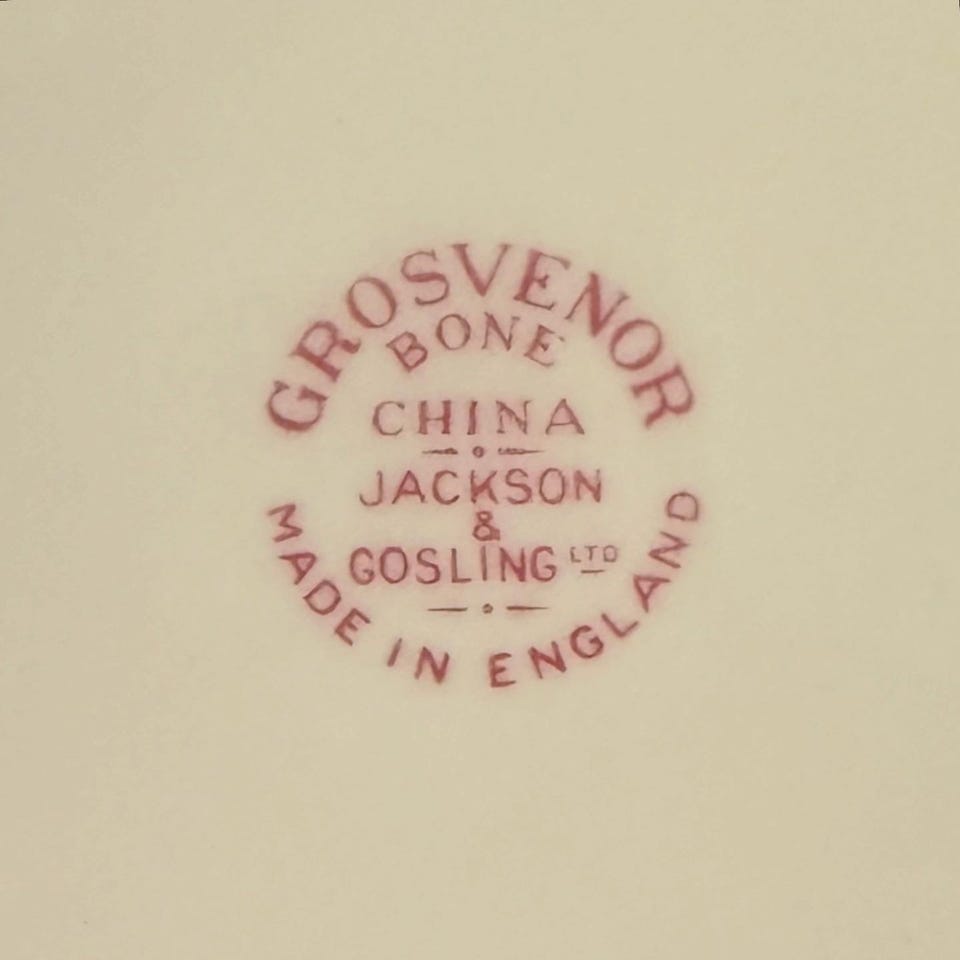 GROSVENOR
BONE
CHINA
JACKSON
&
GOSLING LTD
MADE IN ENGLAND